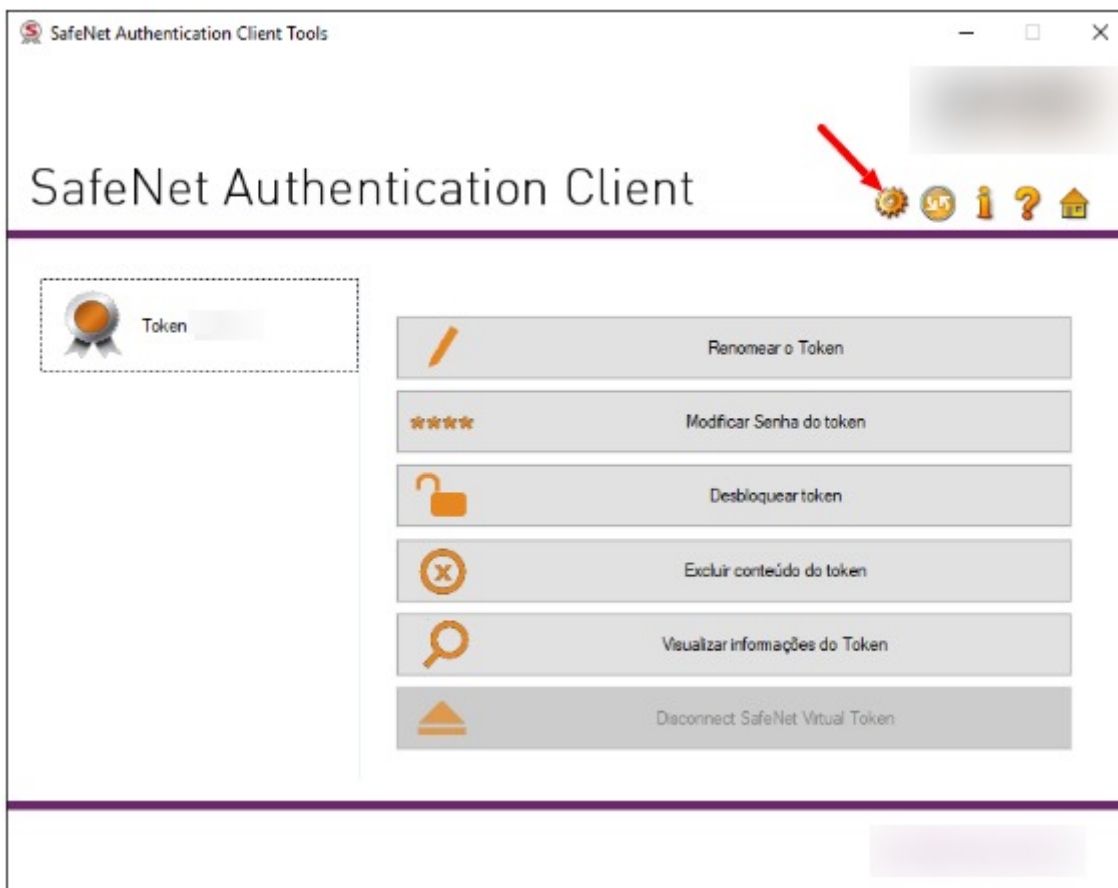 SafeNet Authentication Client Tools
SafeNet Authentication Client
Token
Renomear o Token
**** Modificar Senha do token
Desbloquear token
Excluir conteúdo do token
Visualizar informações do Token
Disconnect SafeNet Virtual Token